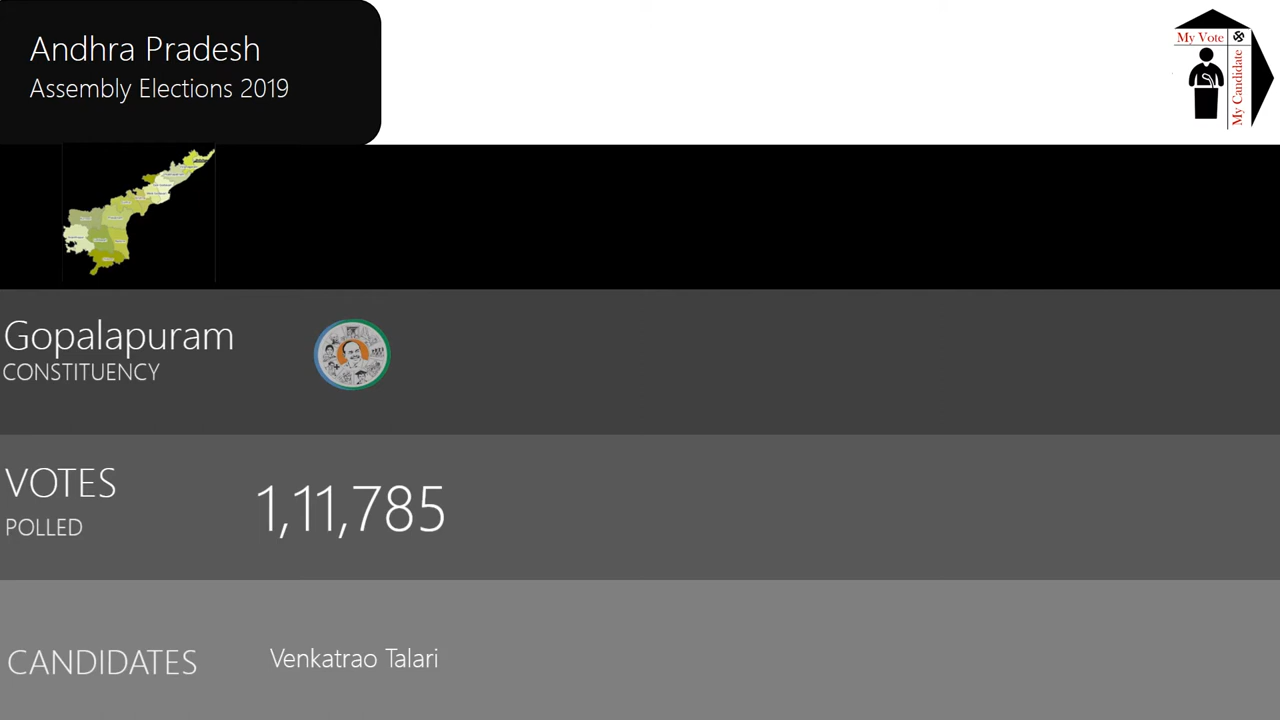 Andhra Pradesh
Assembly Elections 2019
My Vote
My Candidate
Gopalapuram
CONSTITUENCY
VOTES
POLLED
1,11,785
CANDIDATES
Venkatrao Talari